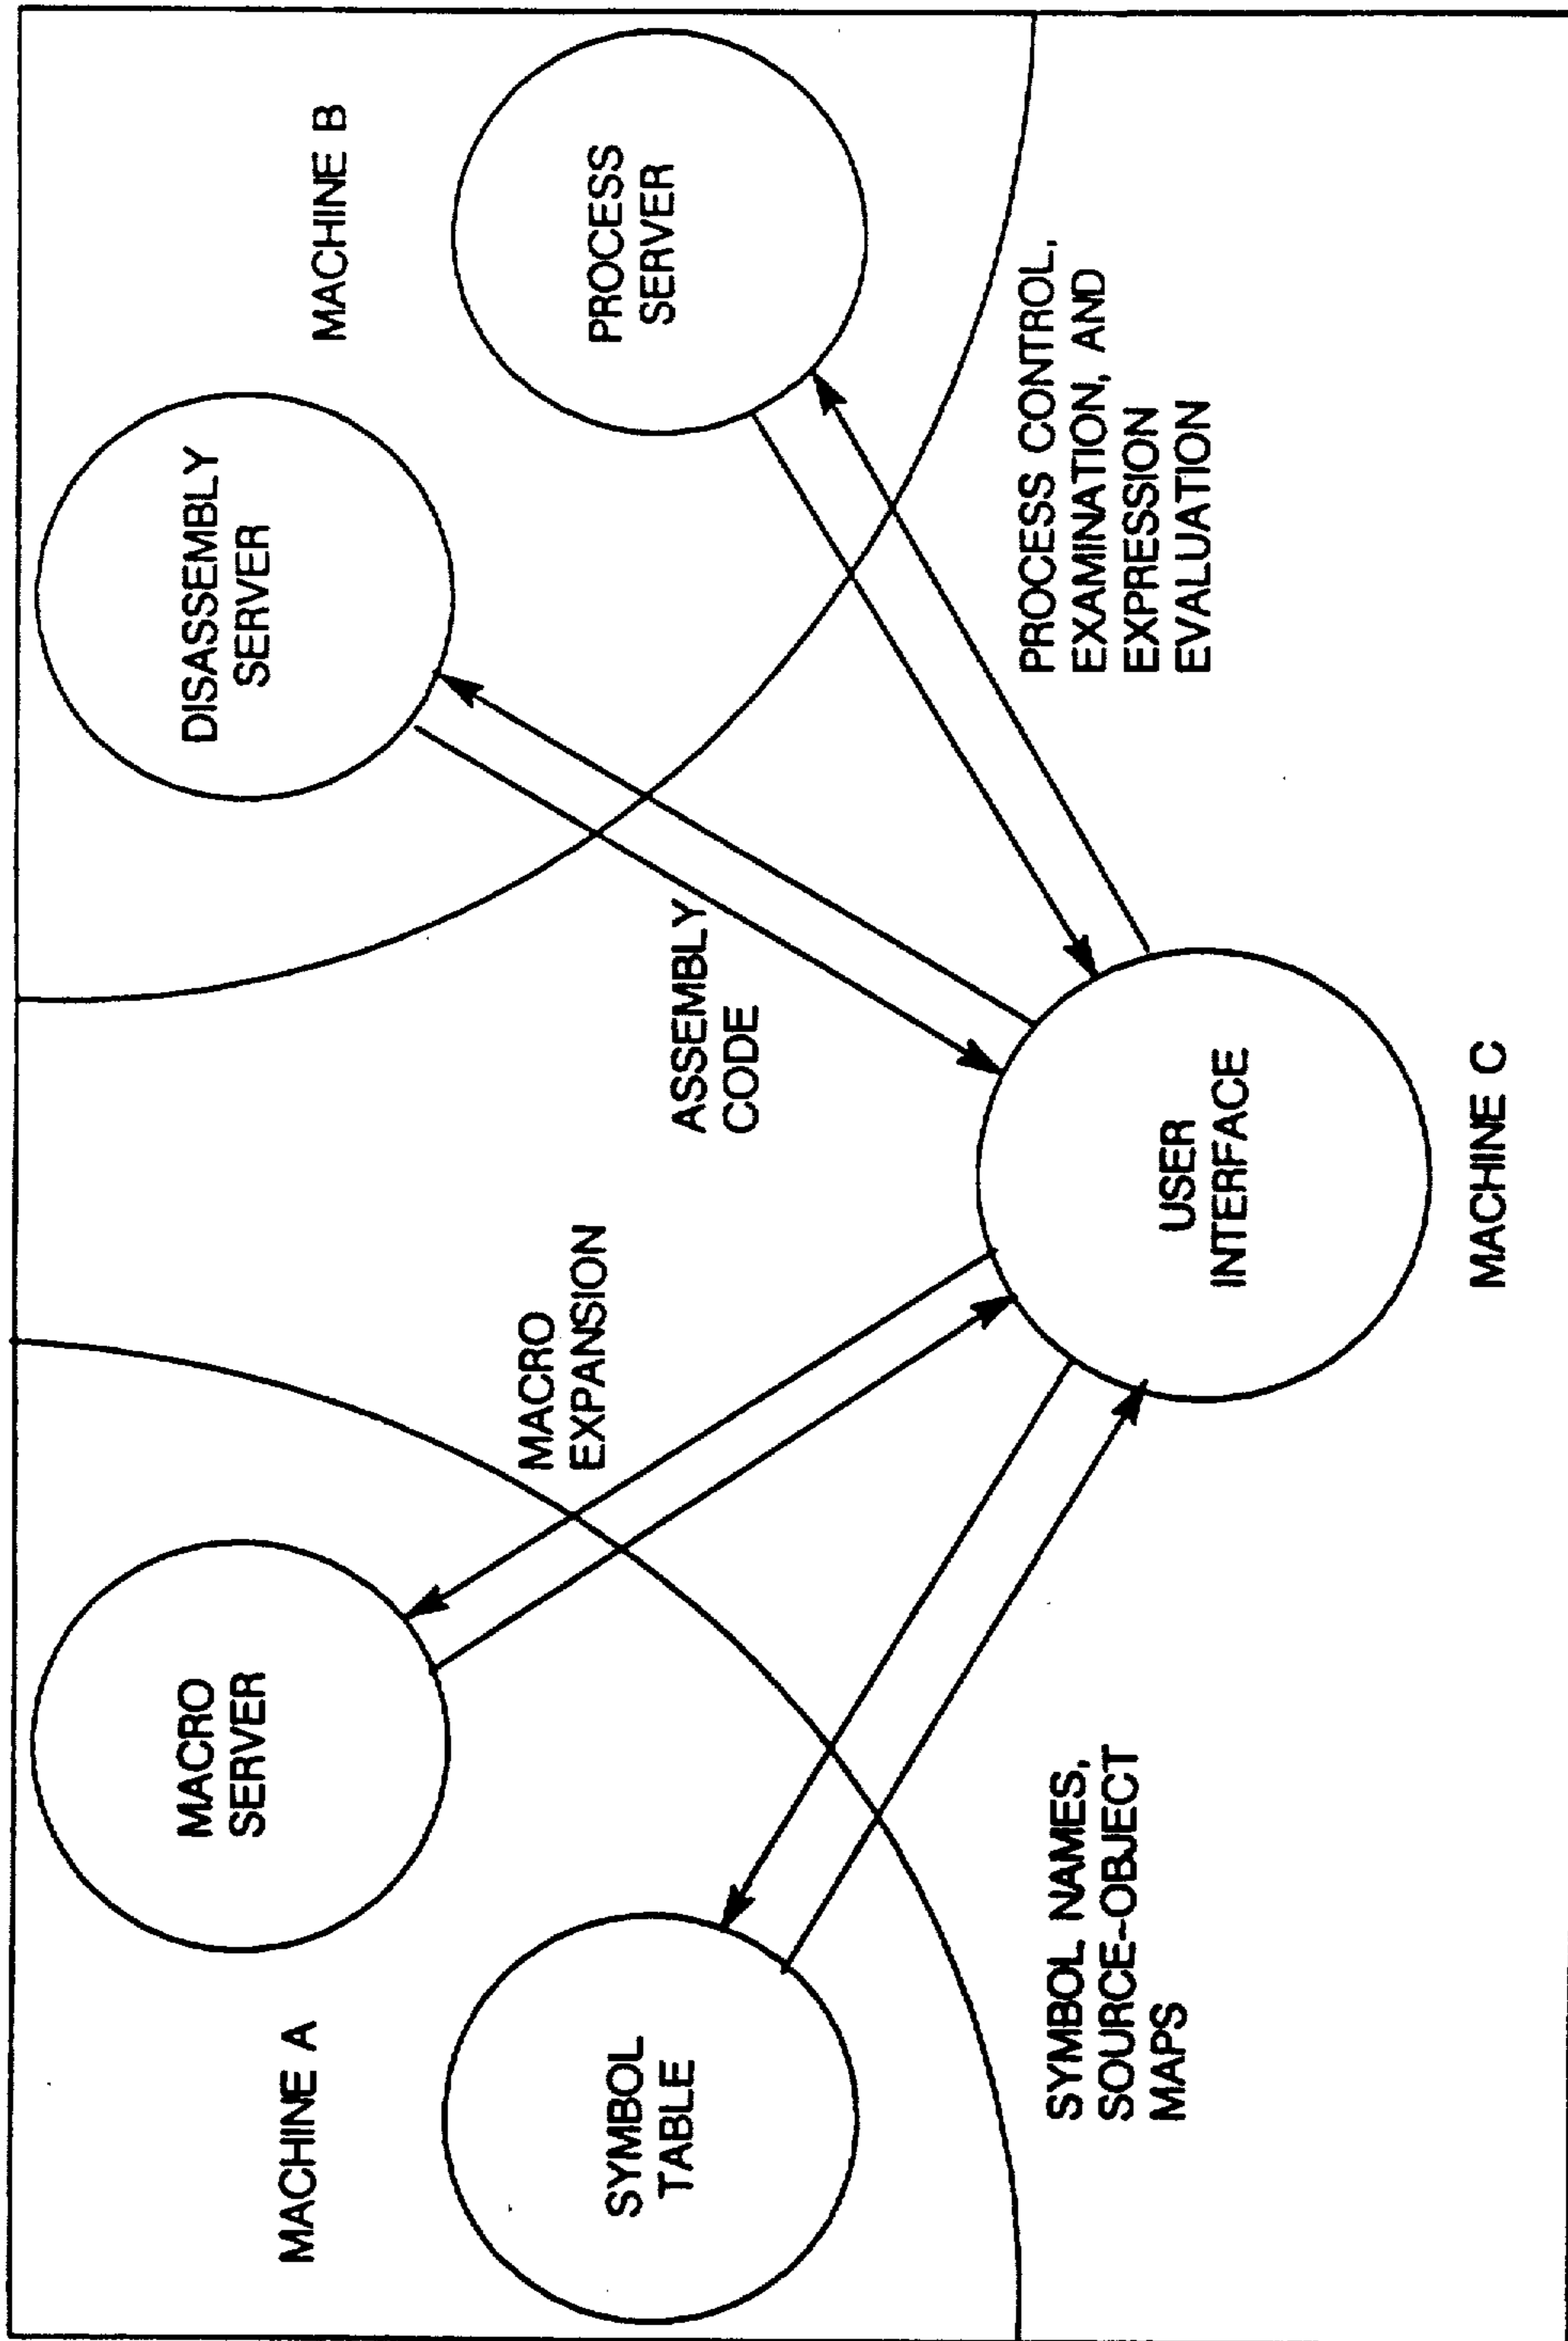 MACHINE A
MACRO
SERVER
SYMBOL
TABLE
SYMBOL NAMES,
SOURCE-OBJECT
MAPS
MACRO
EXPANSION
ASSEMBLY
CODE
USER
INTERFACE
MACHINE C
DISASSEMBLY
SERVER
MACHINE B
PROCESS
SERVER
PROCESS CONTROL,
EXAMINATION, AND
EXPRESSION
EVALUATION